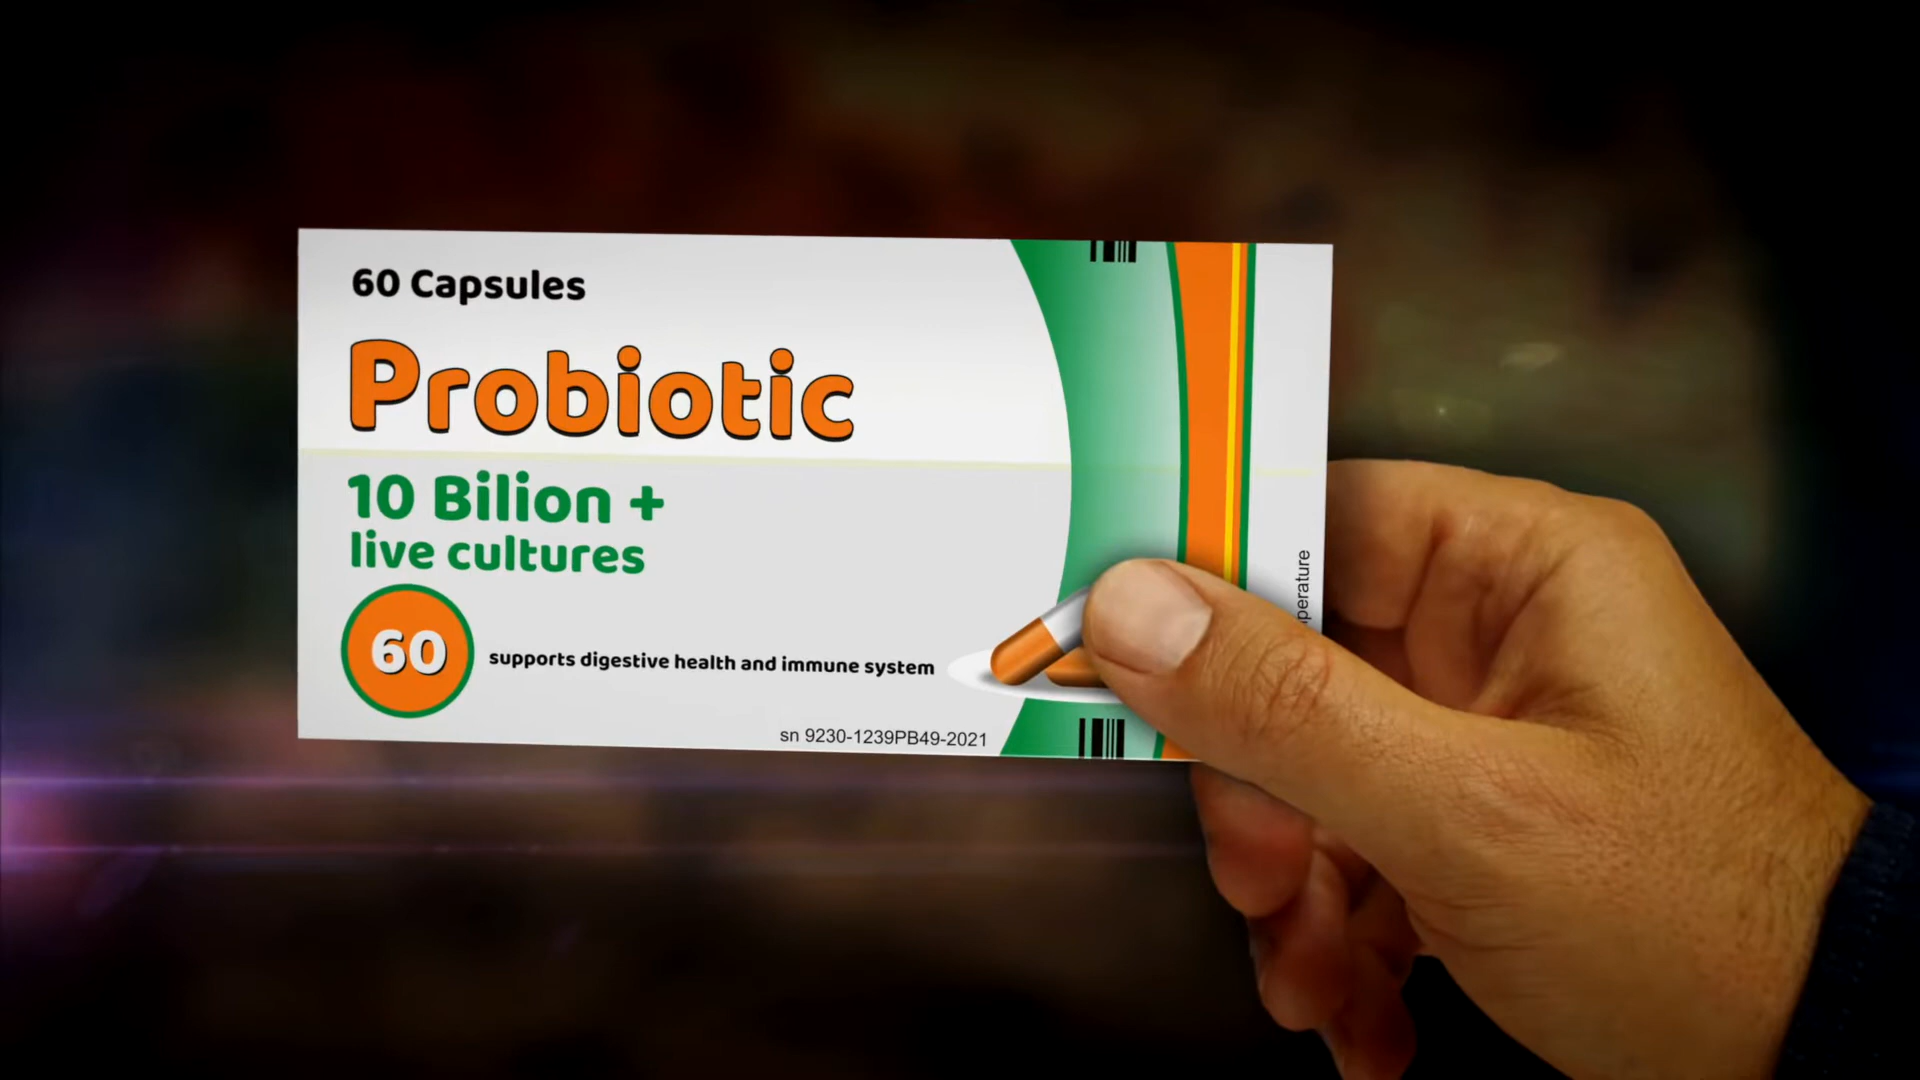 60 Capsules
Probiotic
10 Bilion +
live cultures
60
supports digestive health and immune system
sn 9230-1239PB49-2021